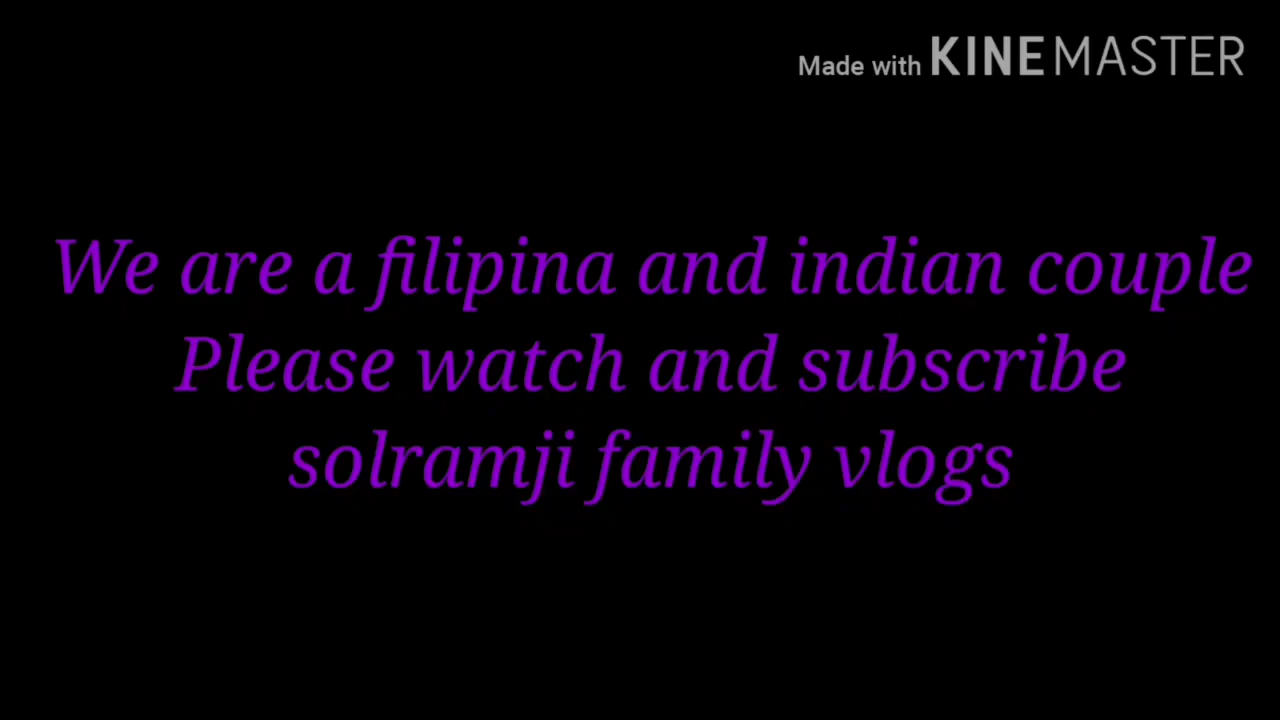 Made with KINEMASTER
We are a filipina and indian couple
Please watch and subscribe
solramji family vlogs